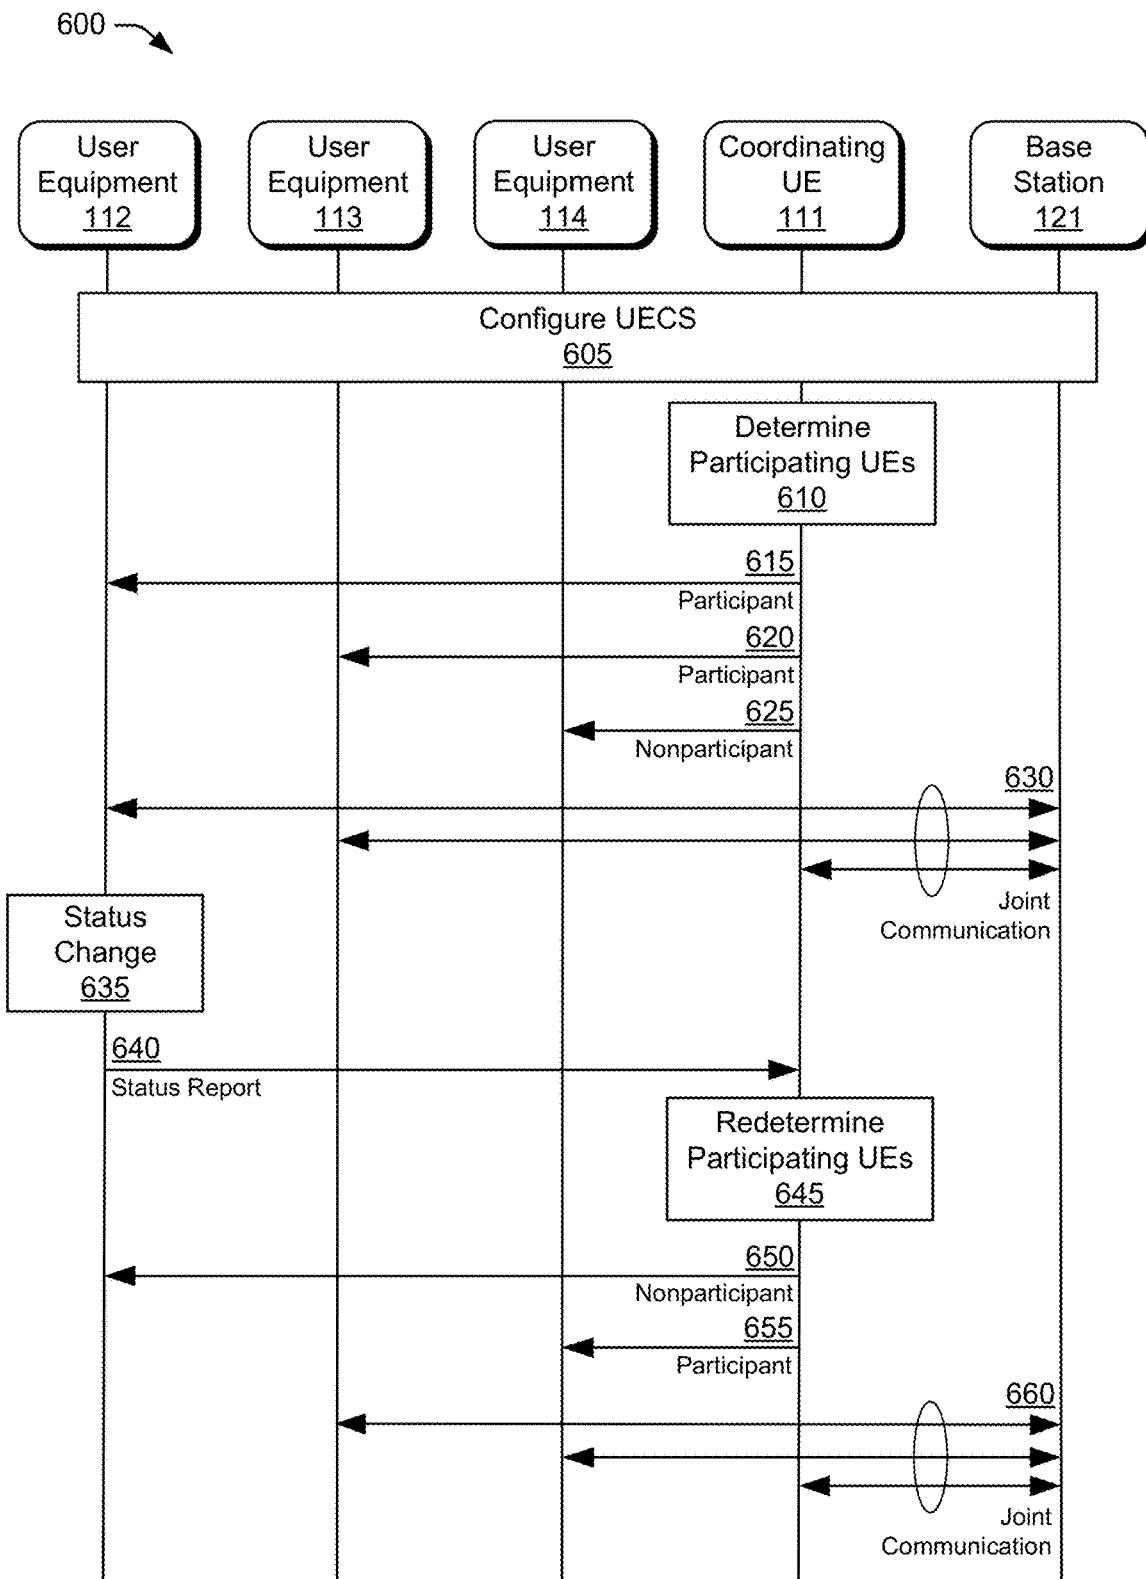 600
User
Equipment
112
User
Equipment
113
User
Equipment
114
Coordinating
UE
111
Base
Station
121
Configure UECS
605
Determine
Participating UEs
610
615
Participant
620
Participant
625
Nonparticipant
630
Joint
Communication
Status
Change
635
640
Status Report
Redetermine
Participating UEs
645
650
Nonparticipant
655
Participant
660
Joint
Communication